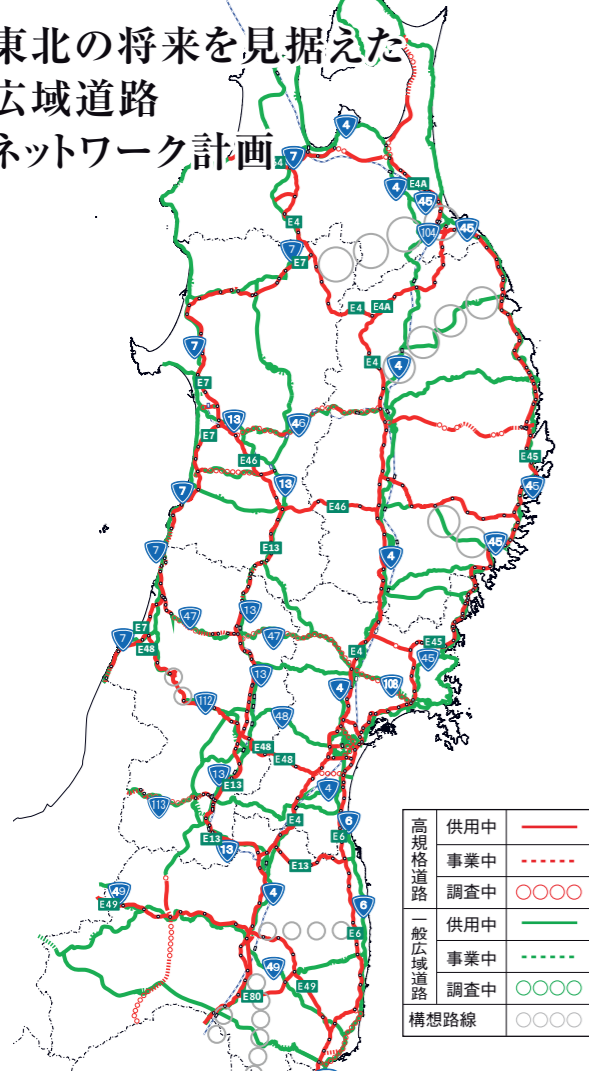 東北の将来を見据えた
広域道路
ネットワーク計画
4
7
4
E4A
45
E4
104
45
7
E7
E4
E4A
7
E4
4
E7
13
46
E7
E46
E45
13
7
45
E46
E13
4
45
7
13
47
E7
47
7
E48
E4
E45
45
13
4
108
112
48
E48
E48
13
E13
4
113
E4
6
E13
E6
13
E13
49
4
E49
6
E6
49
E80
E49
高規格道路
供用中
事業中
調査中
一般広域道路
供用中
事業中
調査中
構想路線